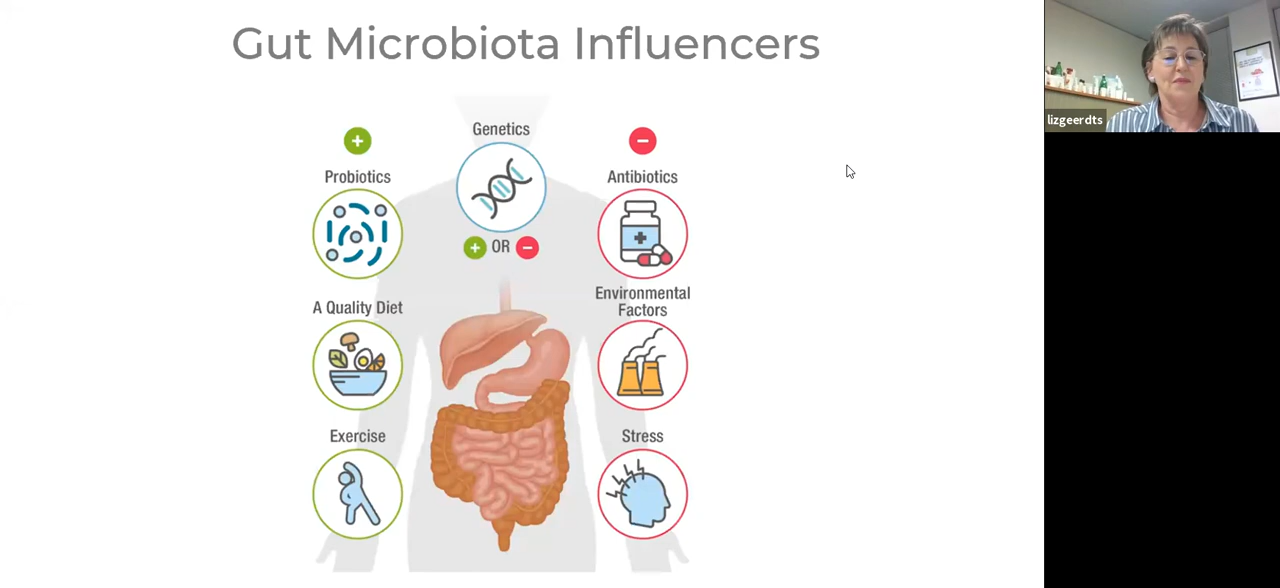 Gut Microbiota Influencers
Genetics
Probiotics
Antibiotics
OR
A Quality Diet
Environmental
Factors
Exercise
Stress
lizgeerdts